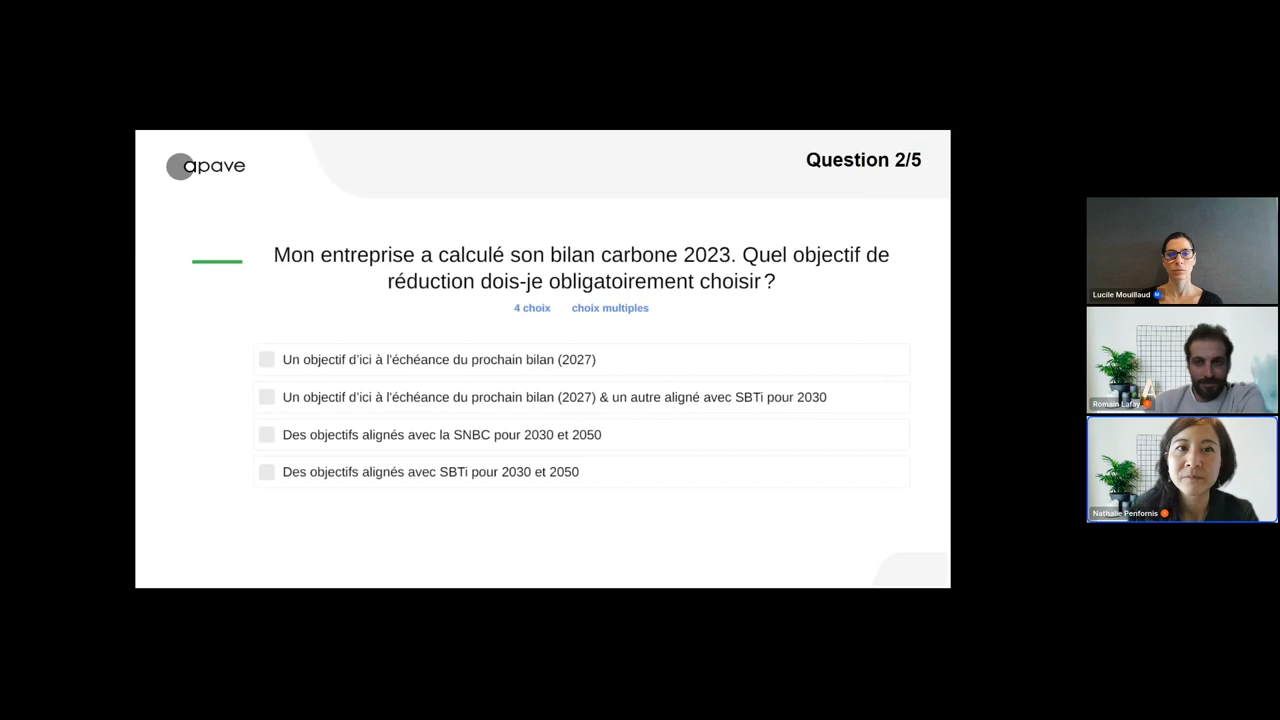 apave
Question 2/5
Mon entreprise a calculé son bilan carbone 2023. Quel objectif de
réduction dois-je obligatoirement choisir ?
4 choix choix multiples
Un objectif d'ici à l'échéance du prochain bilan (2027)
Un objectif d'ici à l'échéance du prochain bilan (2027) & un autre aligné avec SBTi pour 2030
Des objectifs alignés avec la SNBC pour 2030 et 2050
Des objectifs alignés avec SBTi pour 2030 et 2050
Lucile Mouillaud
Romain Lafay
Nathalie Penfornis